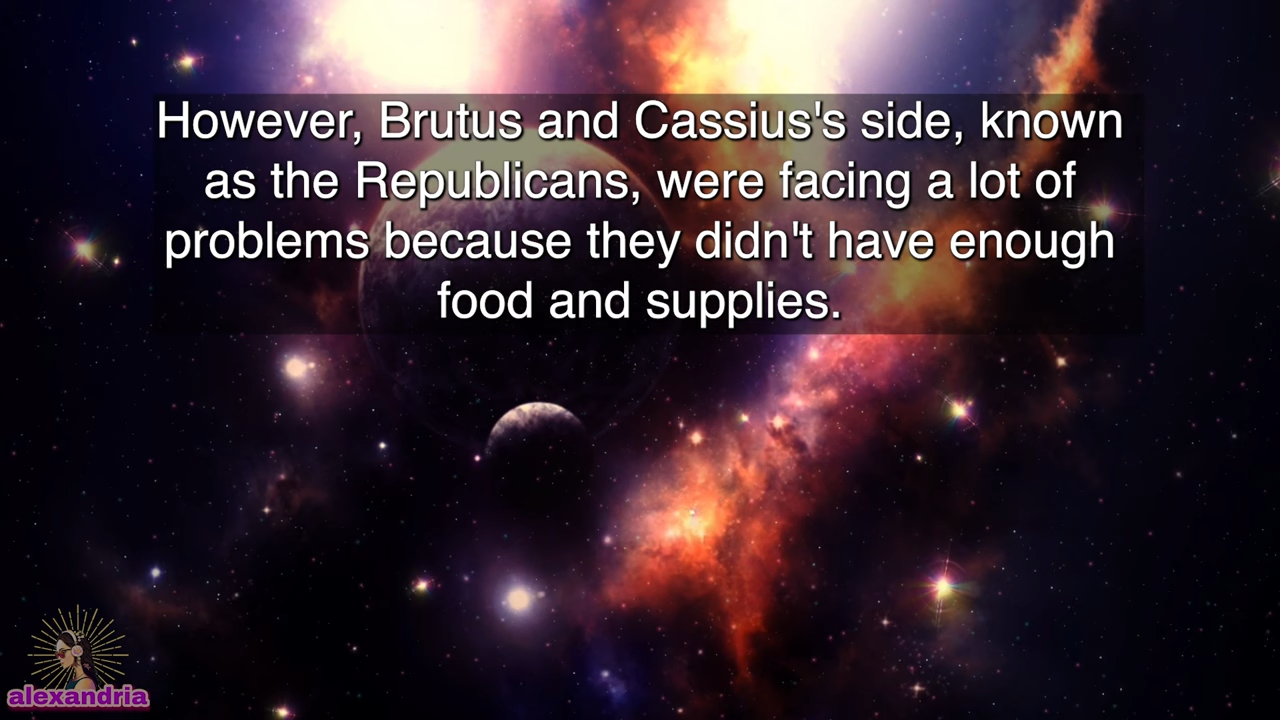 However, Brutus and Cassius's side, known
as the Republicans, were facing a lot of
problems because they didn't have enough
food and supplies.
alexandria